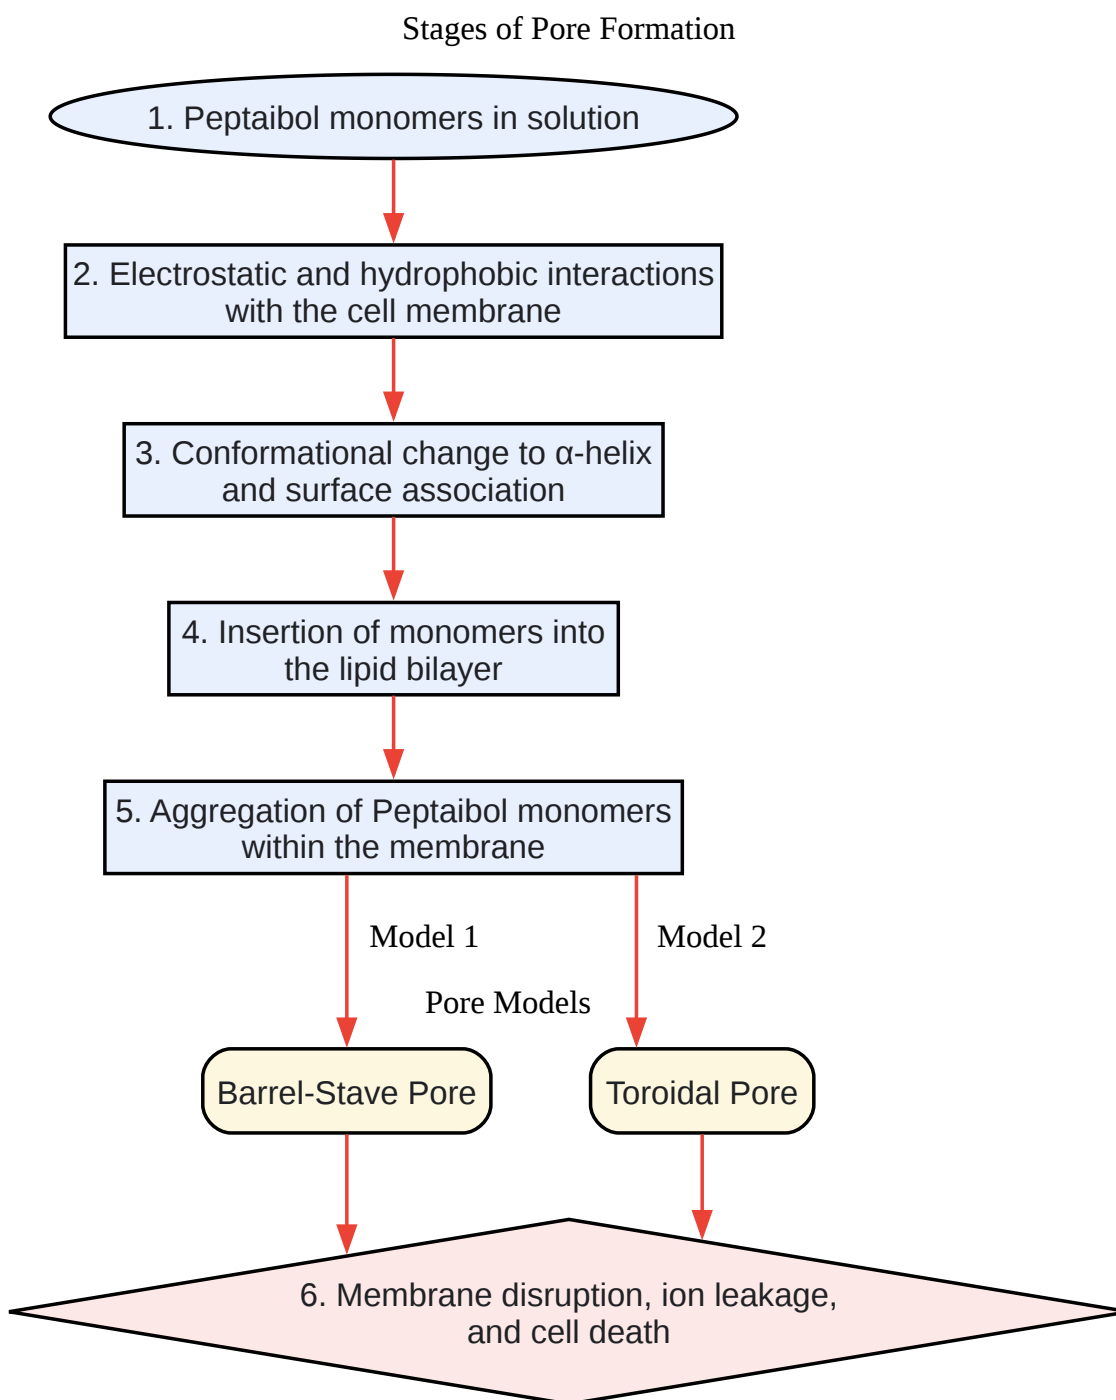 Stages of Pore Formation
1. Peptaibol monomers in solution
2. Electrostatic and hydrophobic interactions
with the cell membrane
3. Conformational change to α-helix
and surface association
4. Insertion of monomers into
the lipid bilayer
5. Aggregation of Peptaibol monomers
within the membrane
Model 1
Model 2
Pore Models
Barrel-Stave Pore
Toroidal Pore
6. Membrane disruption, ion leakage,
and cell death